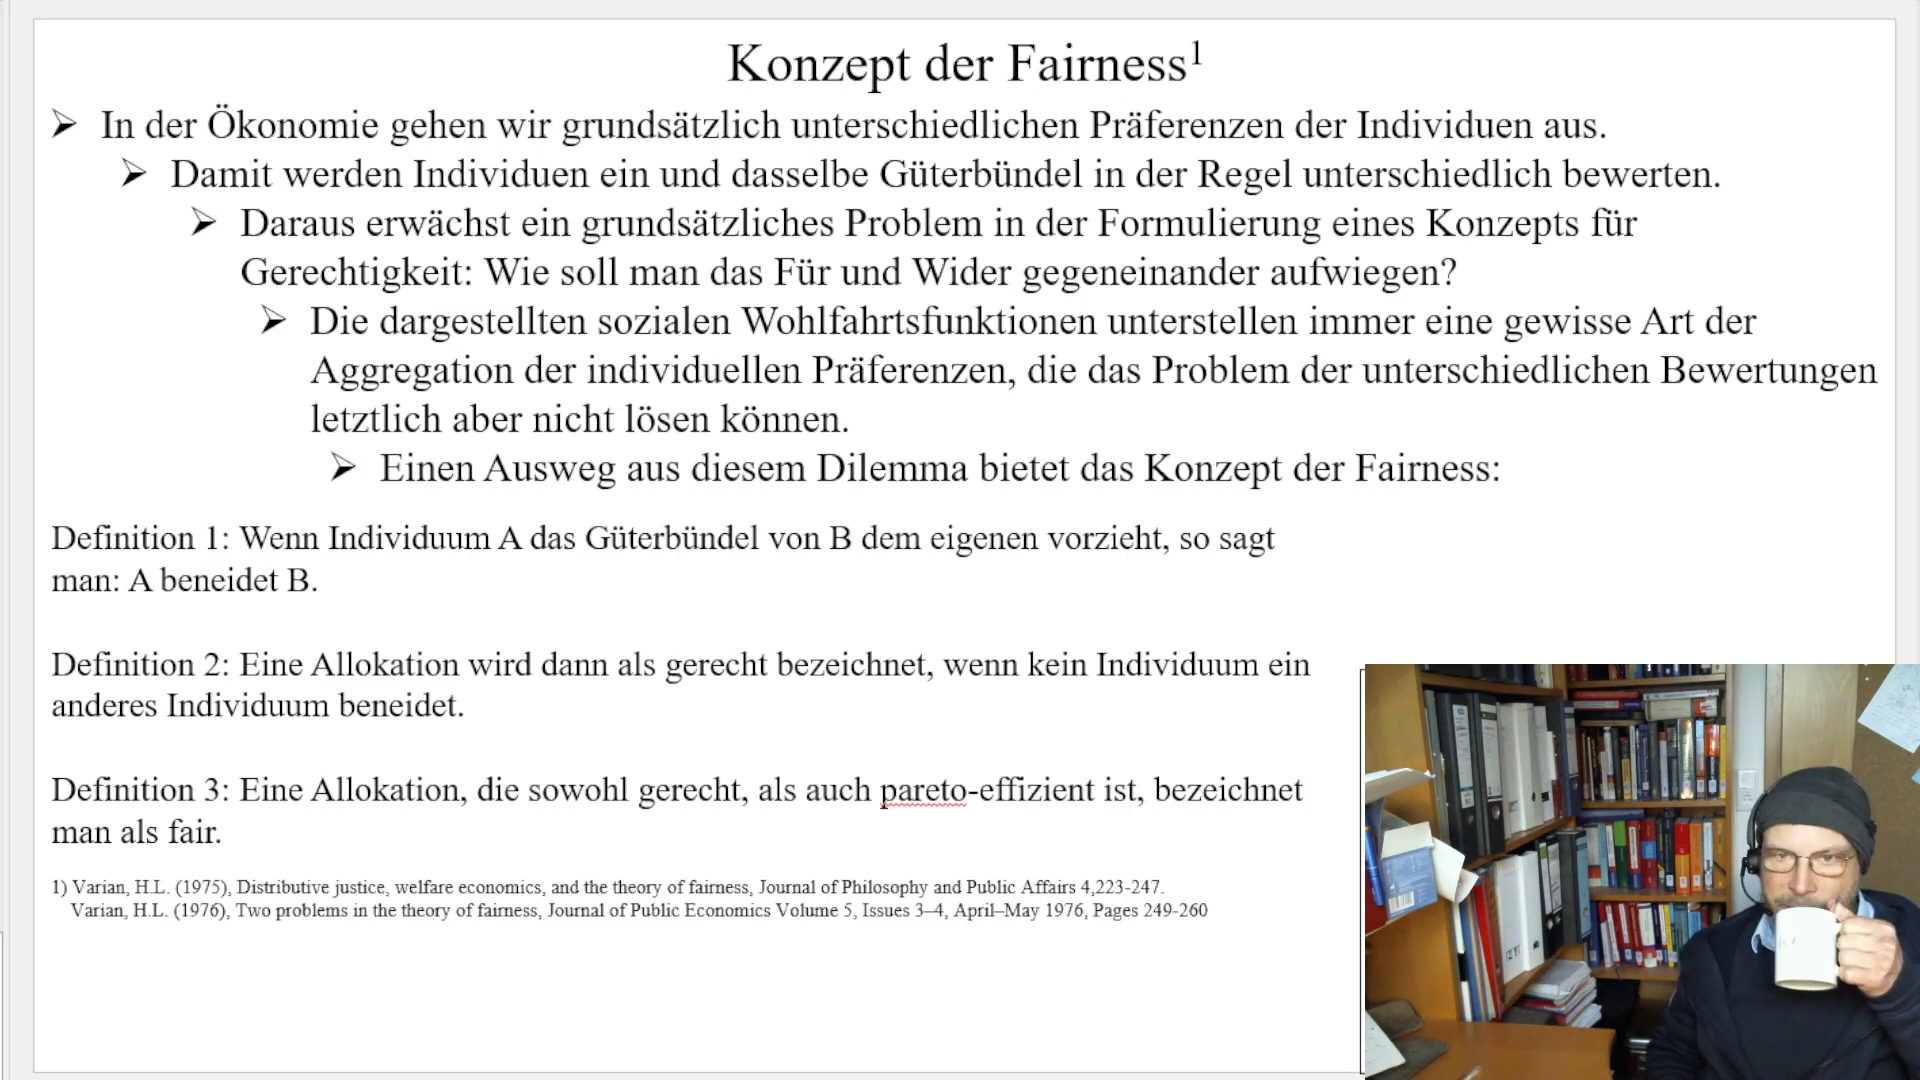 Konzept der Fairness¹
➢ In der Ökonomie gehen wir grundsätzlich unterschiedlichen Präferenzen der Individuen aus.
➢ Damit werden Individuen ein und dasselbe Güterbündel in der Regel unterschiedlich bewerten.
➢ Daraus erwächst ein grundsätzliches Problem in der Formulierung eines Konzepts für
Gerechtigkeit: Wie soll man das Für und Wider gegeneinander aufwiegen?
➢ Die dargestellten sozialen Wohlfahrtsfunktionen unterstellen immer eine gewisse Art der
Aggregation der individuellen Präferenzen, die das Problem der unterschiedlichen Bewertungen
letztlich aber nicht lösen können.
➢ Einen Ausweg aus diesem Dilemma bietet das Konzept der Fairness:
Definition 1: Wenn Individuum A das Güterbündel von B dem eigenen vorzieht, so sagt
man: A beneidet B.
Definition 2: Eine Allokation wird dann als gerecht bezeichnet, wenn kein Individuum ein
anderes Individuum beneidet.
Definition 3: Eine Allokation, die sowohl gerecht, als auch pareto-effizient ist, bezeichnet
man als fair.
1) Varian, H.L. (1975), Distributive justice, welfare economics, and the theory of fairness, Journal of Philosophy and Public Affairs 4,223-247.
Varian, H.L. (1976), Two problems in the theory of fairness, Journal of Public Economics Volume 5, Issues 3–4, April–May 1976, Pages 249-260